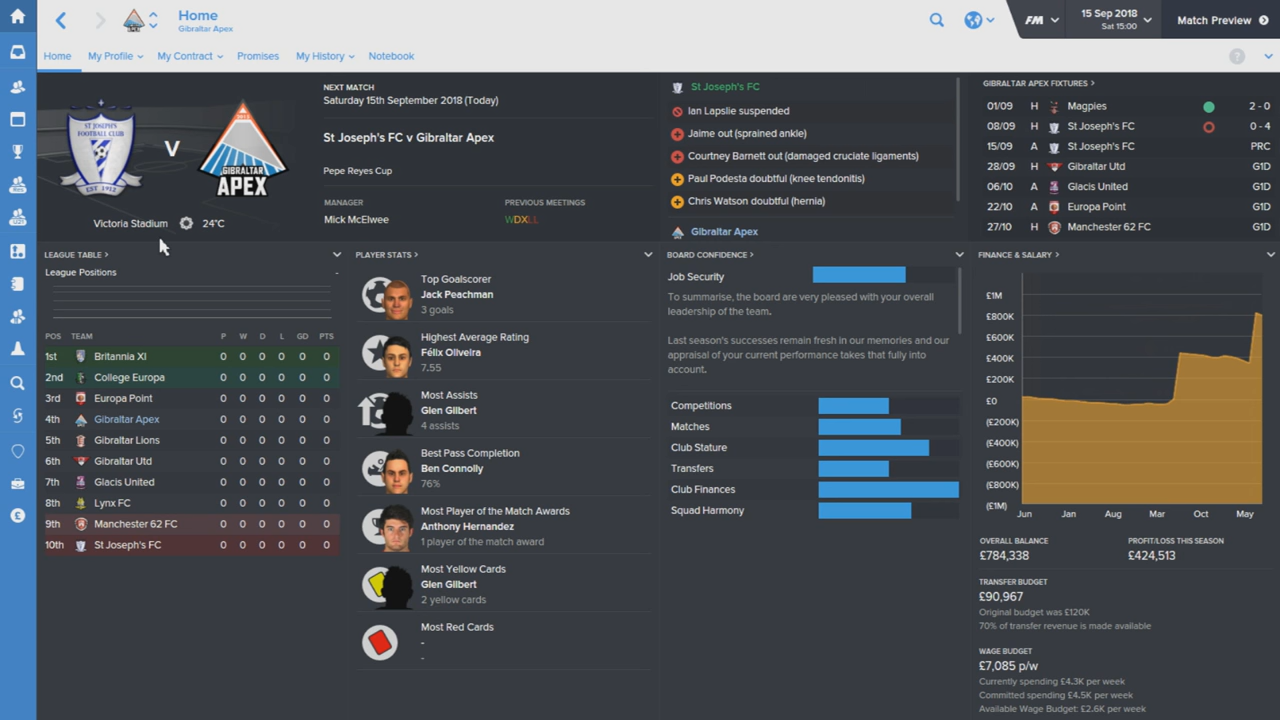 Home
Gibraltar Apex
FM
15 Sep 2018
Sat 15:00
Match Preview
Home
My Profile
My Contract
Promises
My History
Notebook
?
ST JOSEPH'S
FOOTBALL CLUB
EST 1912
V
GIBRALTAR
APEX
Victoria Stadium
24°C
NEXT MATCH
Saturday 15th September 2018 (Today)
St Joseph's FC v Gibraltar Apex
Pepe Reyes Cup
MANAGER
PREVIOUS MEETINGS
Mick McElwee
WDXLL
St Joseph's FC
Ian Lapslie suspended
Jaime out (sprained ankle)
Courtney Barnett out (damaged cruciate ligaments)
Paul Podesta doubtful (knee tendonitis)
Chris Watson doubtful (hernia)
Gibraltar Apex
GIBRALTAR APEX FIXTURES >
01/09 H Magpies 2 - 0
08/09 H St Joseph's FC 0 - 4
15/09 A St Joseph's FC PRC
28/09 H Gibraltar Utd G1D
06/10 A Glacis United G1D
22/10 A Europa Point G1D
27/10 H Manchester 62 FC G1D
LEAGUE TABLE >
League Positions -
POS TEAM P W D L GD PTS
1st Britannia XI 0 0 0 0 0 0
2nd College Europa 0 0 0 0 0 0
3rd Europa Point 0 0 0 0 0 0
4th Gibraltar Apex 0 0 0 0 0 0
5th Gibraltar Lions 0 0 0 0 0 0
6th Gibraltar Utd 0 0 0 0 0 0
7th Glacis United 0 0 0 0 0 0
8th Lynx FC 0 0 0 0 0 0
9th Manchester 62 FC 0 0 0 0 0 0
10th St Joseph's FC 0 0 0 0 0 0
PLAYER STATS >
Top Goalscorer
Jack Peachman
3 goals
Highest Average Rating
Félix Oliveira
7.55
Most Assists
Glen Gilbert
4 assists
Best Pass Completion
Ben Connolly
76%
Most Player of the Match Awards
Anthony Hernandez
1 player of the match award
Most Yellow Cards
Glen Gilbert
2 yellow cards
Most Red Cards
-
-
BOARD CONFIDENCE >
Job Security
To summarise, the board are very pleased with your overall
leadership of the team.
Last season's successes remain fresh in our memories and our
appraisal of your current performance takes that fully into
account.
Competitions
Matches
Club Stature
Transfers
Club Finances
Squad Harmony
FINANCE & SALARY >
£1M
£800K
£600K
£400K
£200K
£0
(£200K)
(£400K)
(£600K)
(£800K)
(£1M)
Jun Jan Aug Mar Oct May
OVERALL BALANCE
£784,338
PROFIT/LOSS THIS SEASON
£424,513
TRANSFER BUDGET
£90,967
Original budget was £120K
70% of transfer revenue is made available
WAGE BUDGET
£7,085 p/w
Currently spending £4.3K per week
Committed spending £4.5K per week
Available Wage Budget: £2.6K per week